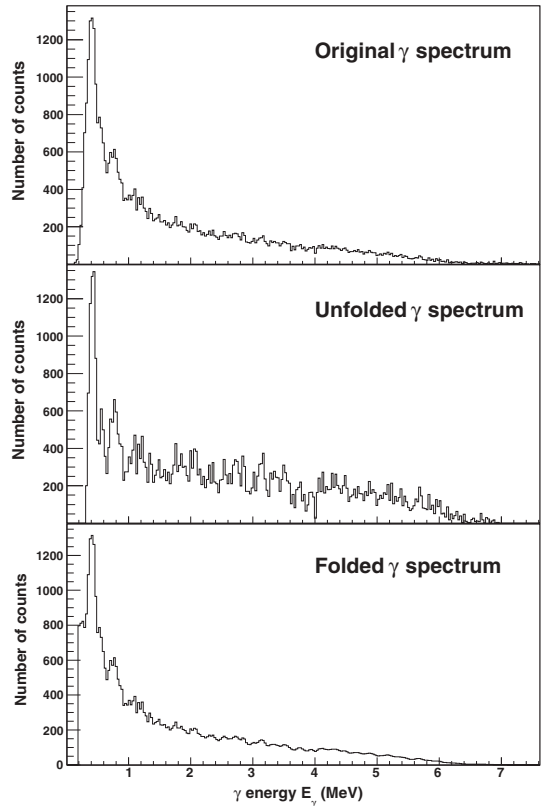 Original γ spectrum
Number of counts
1200
1000
800
600
400
200
Unfolded γ spectrum
Number of counts
1200
1000
800
600
400
200
Folded γ spectrum
Number of counts
1200
1000
800
600
400
200
0
1 2 3 4 5 6 7
γ energy Eγ (MeV)